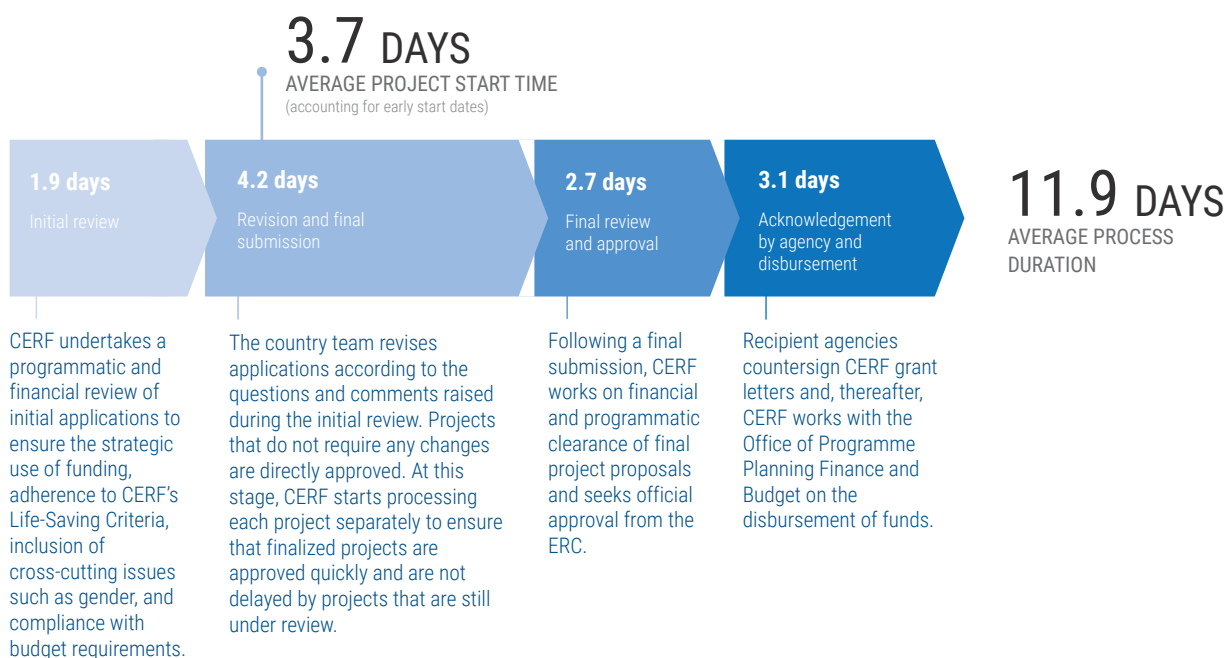 3.7 DAYS
AVERAGE PROJECT START TIME
(accounting for early start dates)
1.9 days
Initial review
4.2 days
Revision and final
submission
2.7 days
Final review
and approval
3.1 days
Acknowledgement
by agency and
disbursement
11.9 DAYS
AVERAGE PROCESS
DURATION
CERF undertakes a
programmatic and
financial review of
initial applications to
ensure the strategic
use of funding,
adherence to CERF’s
Life-Saving Criteria,
inclusion of
cross-cutting issues
such as gender, and
compliance with
budget requirements.
The country team revises
applications according to the
questions and comments raised
during the initial review. Projects
that do not require any changes
are directly approved. At this
stage, CERF starts processing
each project separately to ensure
that finalized projects are
approved quickly and are not
delayed by projects that are still
under review.
Following a final
submission, CERF
works on financial
and programmatic
clearance of final
project proposals
and seeks official
approval from the
ERC.
Recipient agencies
countersign CERF grant
letters and, thereafter,
CERF works with the
Office of Programme
Planning Finance and
Budget on the
disbursement of funds.